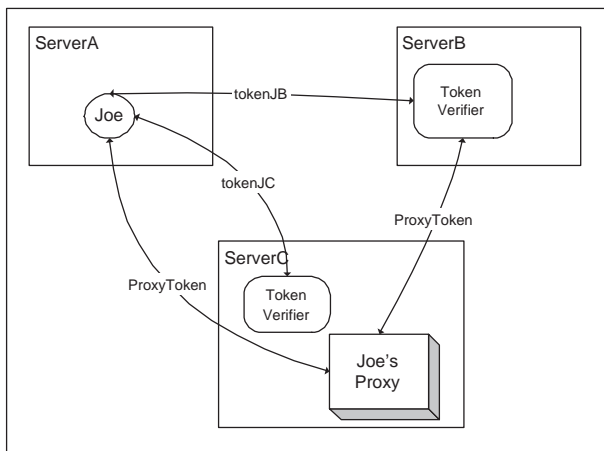 ServerA
ServerB
Joe
tokenJB
Token
Verifier
tokenJC
ProxyToken
ServerC
ProxyToken
Token
Verifier
Joe's
Proxy